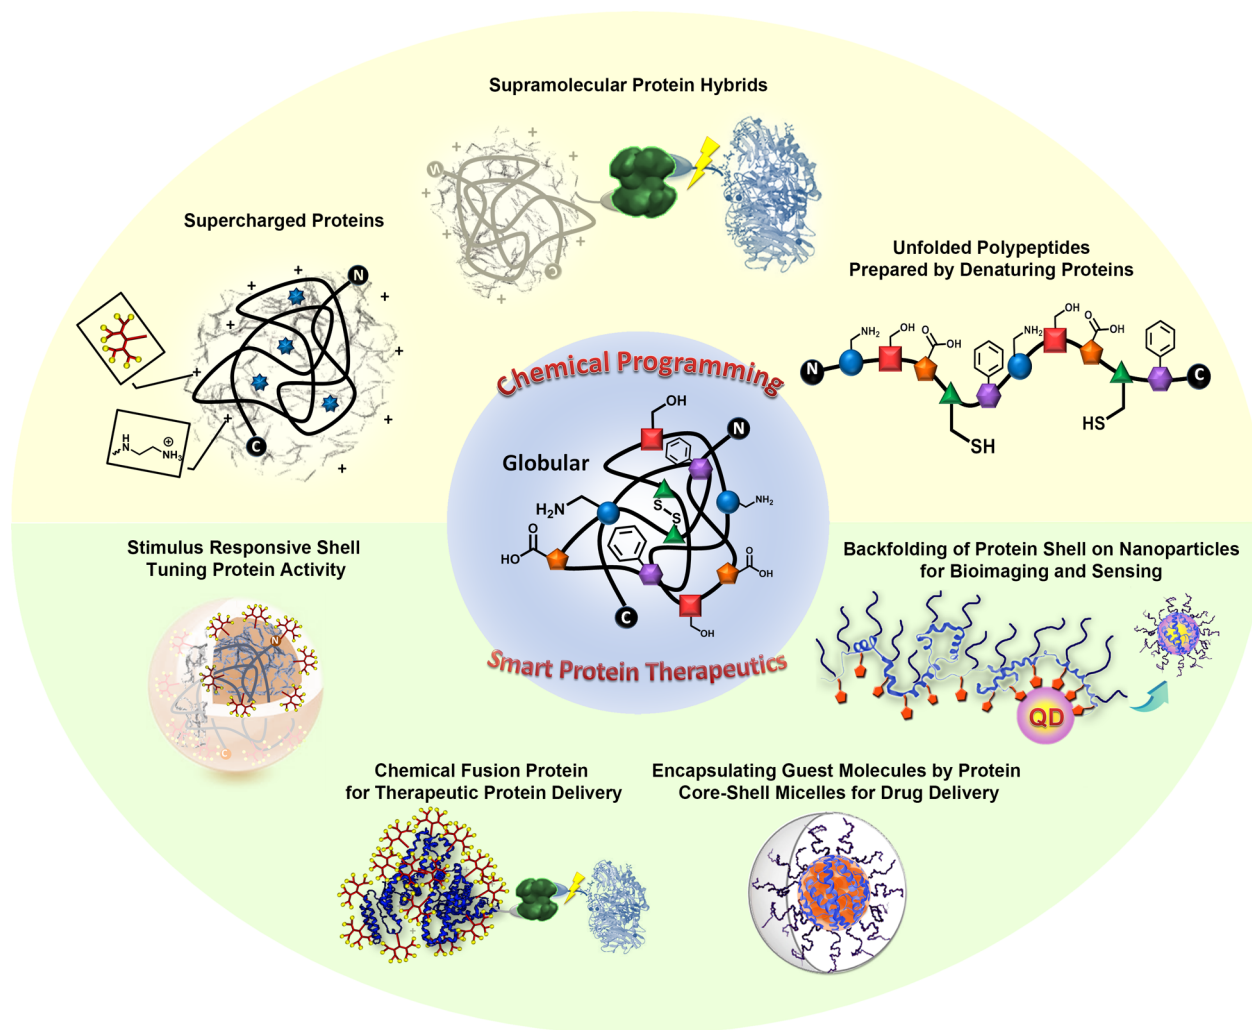 Supramolecular Protein Hybrids
N
C
+
+
+
+
+
+
+
+
Supercharged Proteins
N
C
+
+
+
+
+
+
+
+
+
H
N
NH3
+
Unfolded Polypeptides
Prepared by Denaturing Proteins
N
NH2
OH
O
OH
SH
NH2
OH
O
OH
HS
C
Chemical Programming
Globular
OH
N
H2N
S
S
NH2
O
HO
O
OH
C
OH
Smart Protein Therapeutics
Stimulus Responsive Shell
Tuning Protein Activity
N
C
Backfolding of Protein Shell on Nanoparticles
for Bioimaging and Sensing
QD
Chemical Fusion Protein
for Therapeutic Protein Delivery
Encapsulating Guest Molecules by Protein
Core-Shell Micelles for Drug Delivery